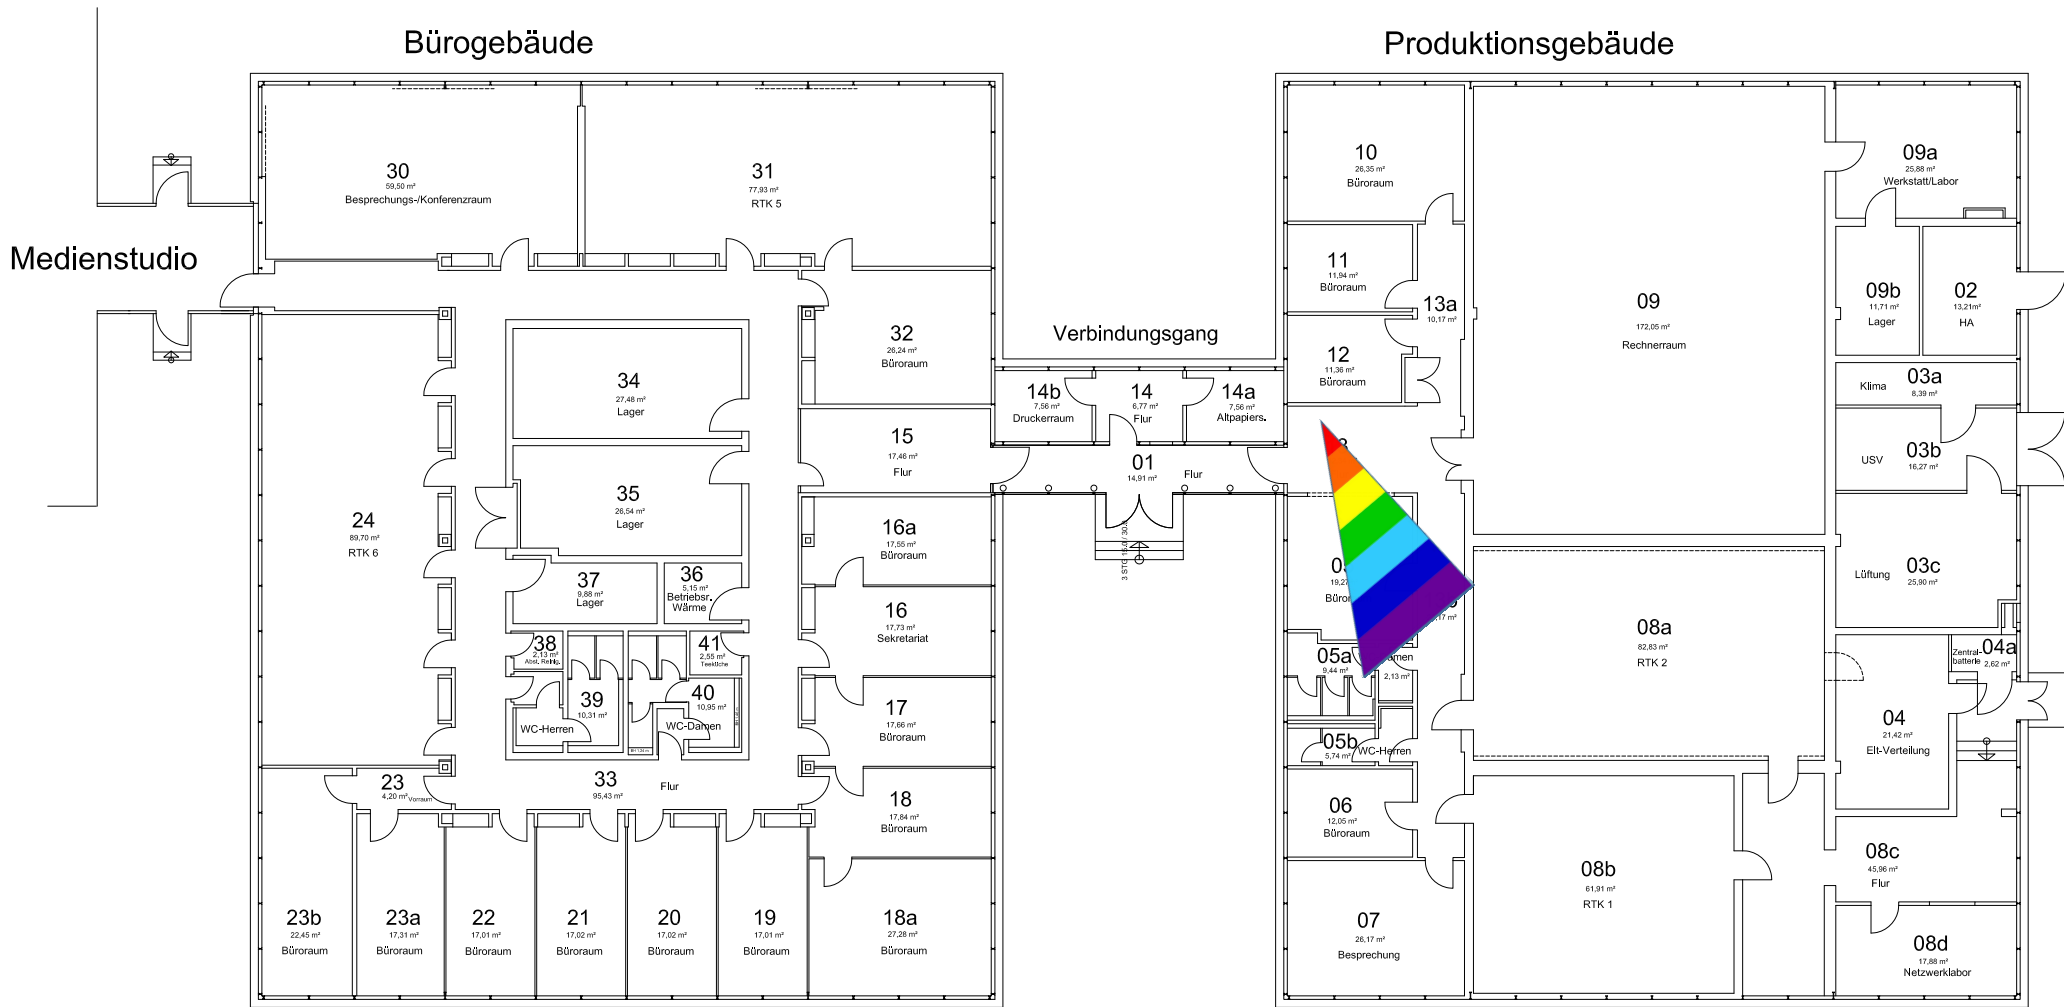 Bürogebäude
Produktionsgebäude
Medienstudio
Verbindungsgang
30
59,50 m²
Besprechungs-/Konferenzraum
31
77,93 m²
RTK 5
32
26,24 m²
Büroraum
34
27,48 m²
Lager
35
26,54 m²
Lager
15
17,46 m²
Flur
24
89,70 m²
RTK 6
16a
17,55 m²
Büroraum
37
9,88 m²
Lager
36
5,15 m²
Betriebsr.
Wärme
16
17,73 m²
Sekretariat
38
2,13 m²
Abst. Reinig.
41
2,55 m²
Teeküche
39
10,31 m²
WC-Herren
40
10,95 m²
WC-Damen
17
17,66 m²
Büroraum
23
4,20 m²
Vorraum
33
95,43 m²
Flur
18
17,84 m²
Büroraum
23b
22,45 m²
Büroraum
23a
17,31 m²
Büroraum
22
17,01 m²
Büroraum
21
17,02 m²
Büroraum
20
17,02 m²
Büroraum
19
17,01 m²
Büroraum
18a
27,28 m²
Büroraum
14b
7,56 m²
Druckerraum
14
6,77 m²
Flur
14a
7,56 m²
Altpapiers.
01
14,91 m²
Flur
10
26,35 m²
Büroraum
11
11,94 m²
Büroraum
12
11,36 m²
Büroraum
13a
10,17 m²
09
172,05 m²
Rechnerraum
09a
25,88 m²
Werkstatt/Labor
09b
11,71 m²
Lager
02
13,21m²
HA
Klima
03a
8,39 m²
USV
03b
16,27 m²
Lüftung
03c
25,90 m²
08a
82,83 m²
RTK 2
Zentral-
batterie
04a
2,62 m²
04
21,42 m²
Elt-Verteilung
05a
9,44 m²
2,13 m²
05b
5,74 m²
WC-Herren
06
12,05 m²
Büroraum
07
26,17 m²
Besprechung
08b
61,91 m²
RTK 1
08c
45,96 m²
Flur
08d
17,88 m²
Netzwerklabor